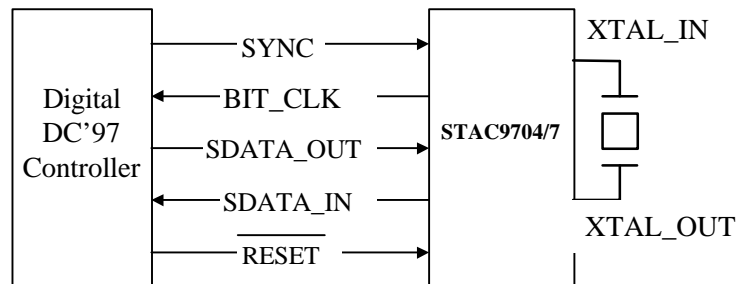 SYNC
XTAL_IN
Digital
DC’97
Controller
BIT_CLK
STAC9704/7
SDATA_OUT
SDATA_IN
XTAL_OUT
RESET